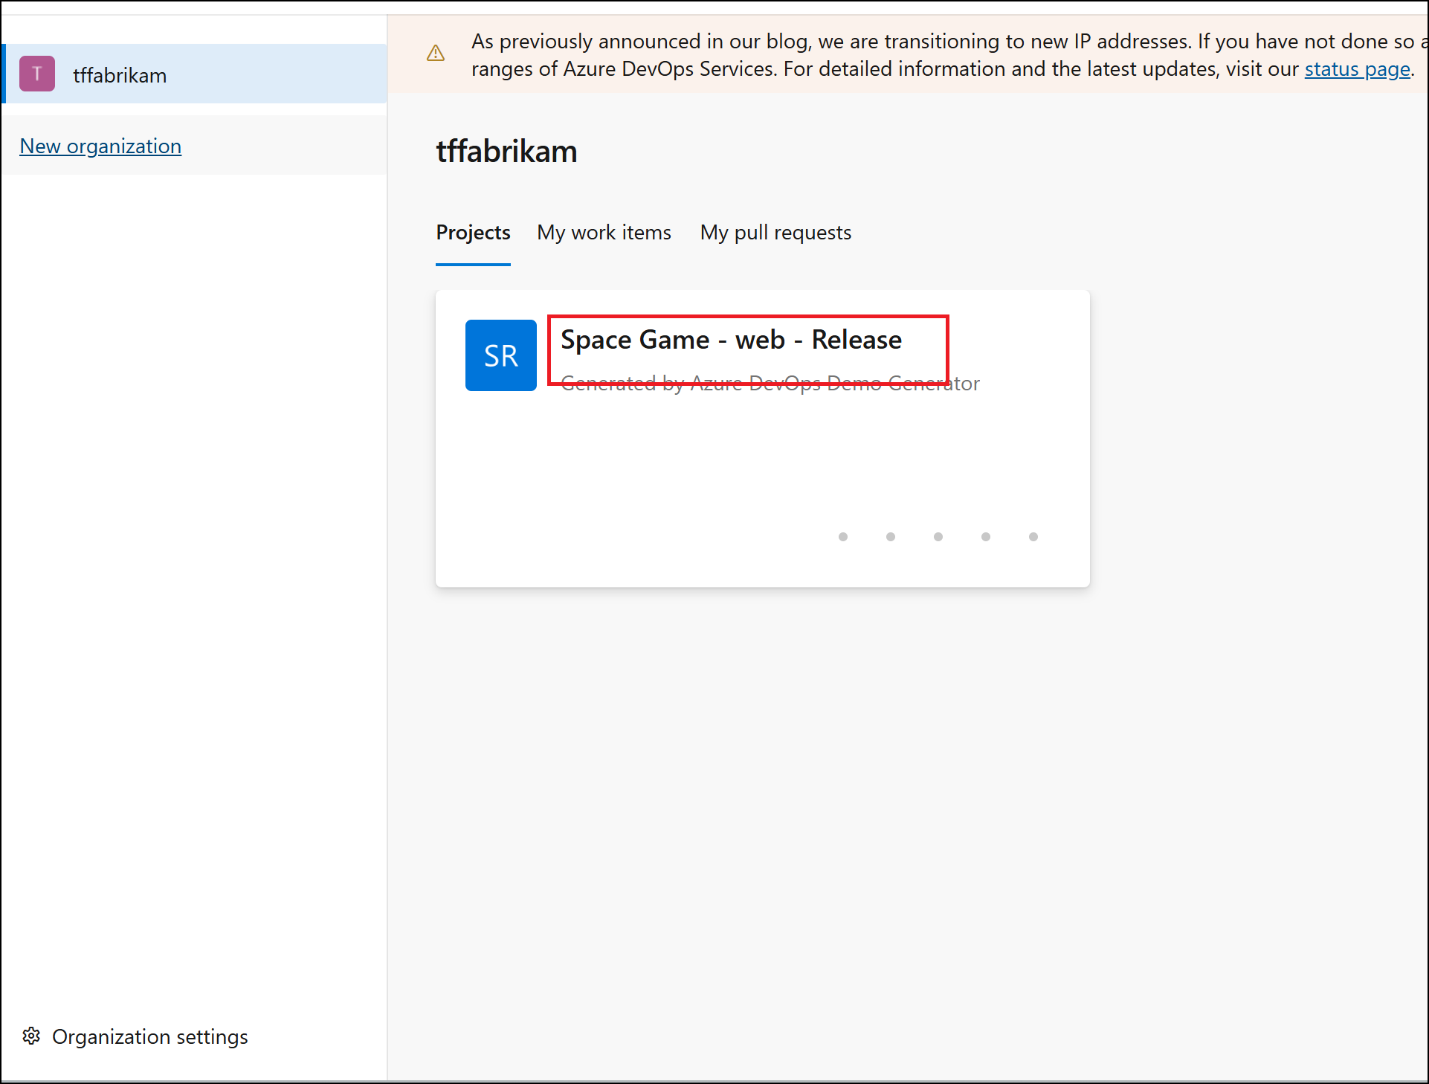 T
tffabrikam
New organization
As previously announced in our blog, we are transitioning to new IP addresses. If you have not done so a
ranges of Azure DevOps Services. For detailed information and the latest updates, visit our status page.
tffabrikam
Projects
My work items
My pull requests
SR
Space Game - web - Release
Generated by Azure DevOps Demo Generator
Organization settings